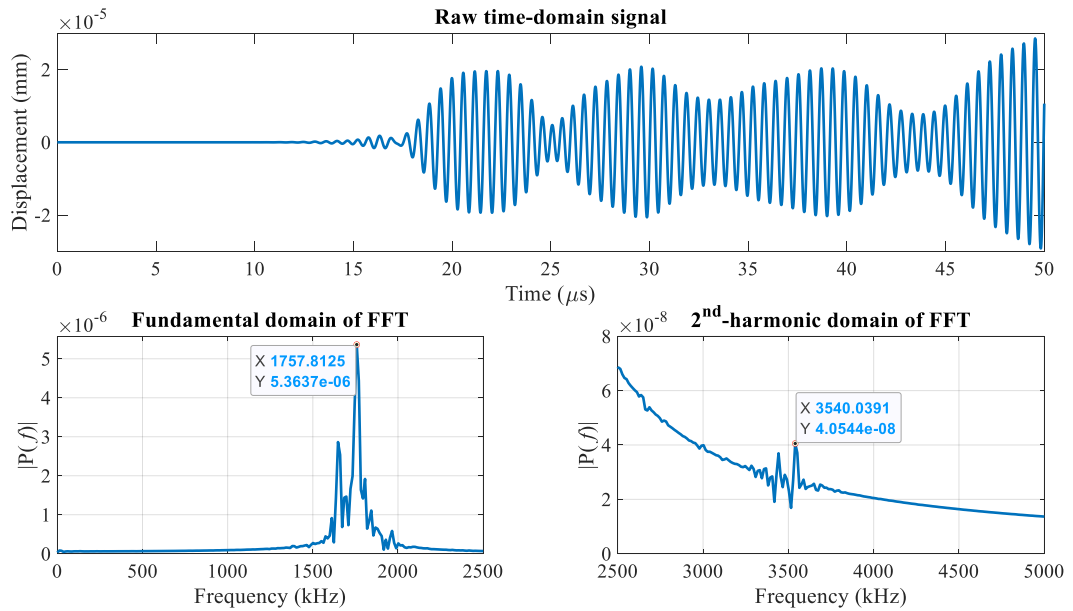 Raw time-domain signal
×10⁻⁵
Displacement (mm)
2
0
-2
0 5 10 15 20 25 30 35 40 45 50
Time (μs)
Fundamental domain of FFT
×10⁻⁶
|P(f)|
5
4
3
2
1
0
X 1757.8125
Y 5.3637e-06
0 500 1000 1500 2000 2500
Frequency (kHz)
2ⁿᵈ-harmonic domain of FFT
×10⁻⁸
|P(f)|
8
6
4
2
0
X 3540.0391
Y 4.0544e-08
2500 3000 3500 4000 4500 5000
Frequency (kHz)